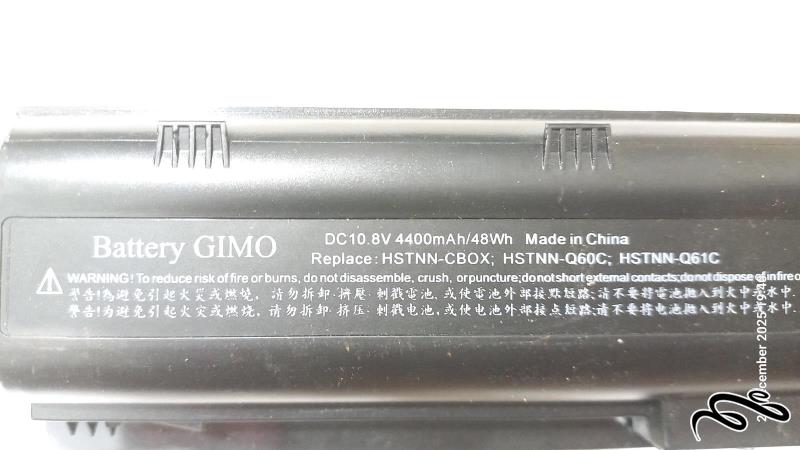 Battery GIMO
DC10.8V 4400mAh/48Wh Made in China
Replace: HSTNN-CBOX; HSTNN-Q60C; HSTNN-Q61C
WARNING! To reduce risk of fire or burns, do not disassemble, crush, or puncture; do not short external contacts; do not dispose of in fire o
警告!為避免引起火災或燃燒, 請勿拆卸·擠壓·刺戳電池, 或使電池外部接點短路;請不要將電池拋入到火中或水中.
警告!为避免引起火灾或燃烧, 请勿拆卸·挤压·刺戳电池, 或使电池外部接点短路;请不要将电池抛入到火中或水中.
ecember 2025